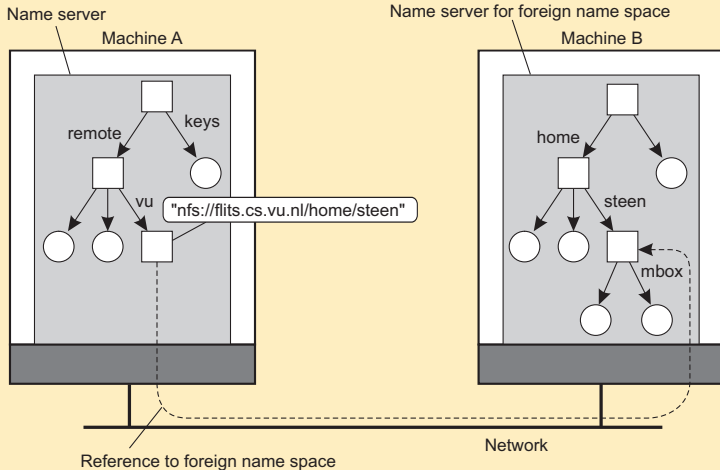 Name server
Name server for foreign name space
Machine A
Machine B
keys
remote
home
vu
steen
"nfs://flits.cs.vu.nl/home/steen"
mbox
Network
Reference to foreign name space